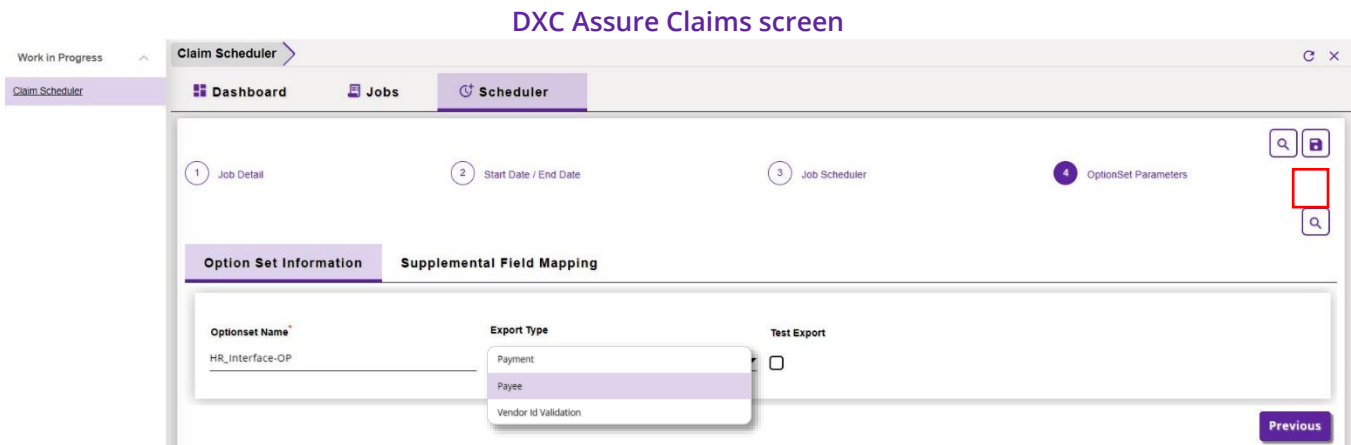 DXC Assure Claims screen
Work in Progress
Claim Scheduler
Claim Scheduler
Dashboard
Jobs
Scheduler
1 Job Detail
2 Start Date / End Date
3 Job Scheduler
4 OptionSet Parameters
Option Set Information
Supplemental Field Mapping
Optionset Name*
Export Type
Test Export
HR_Interface-OP
Payment
Payee
Vendor Id Validation
Previous